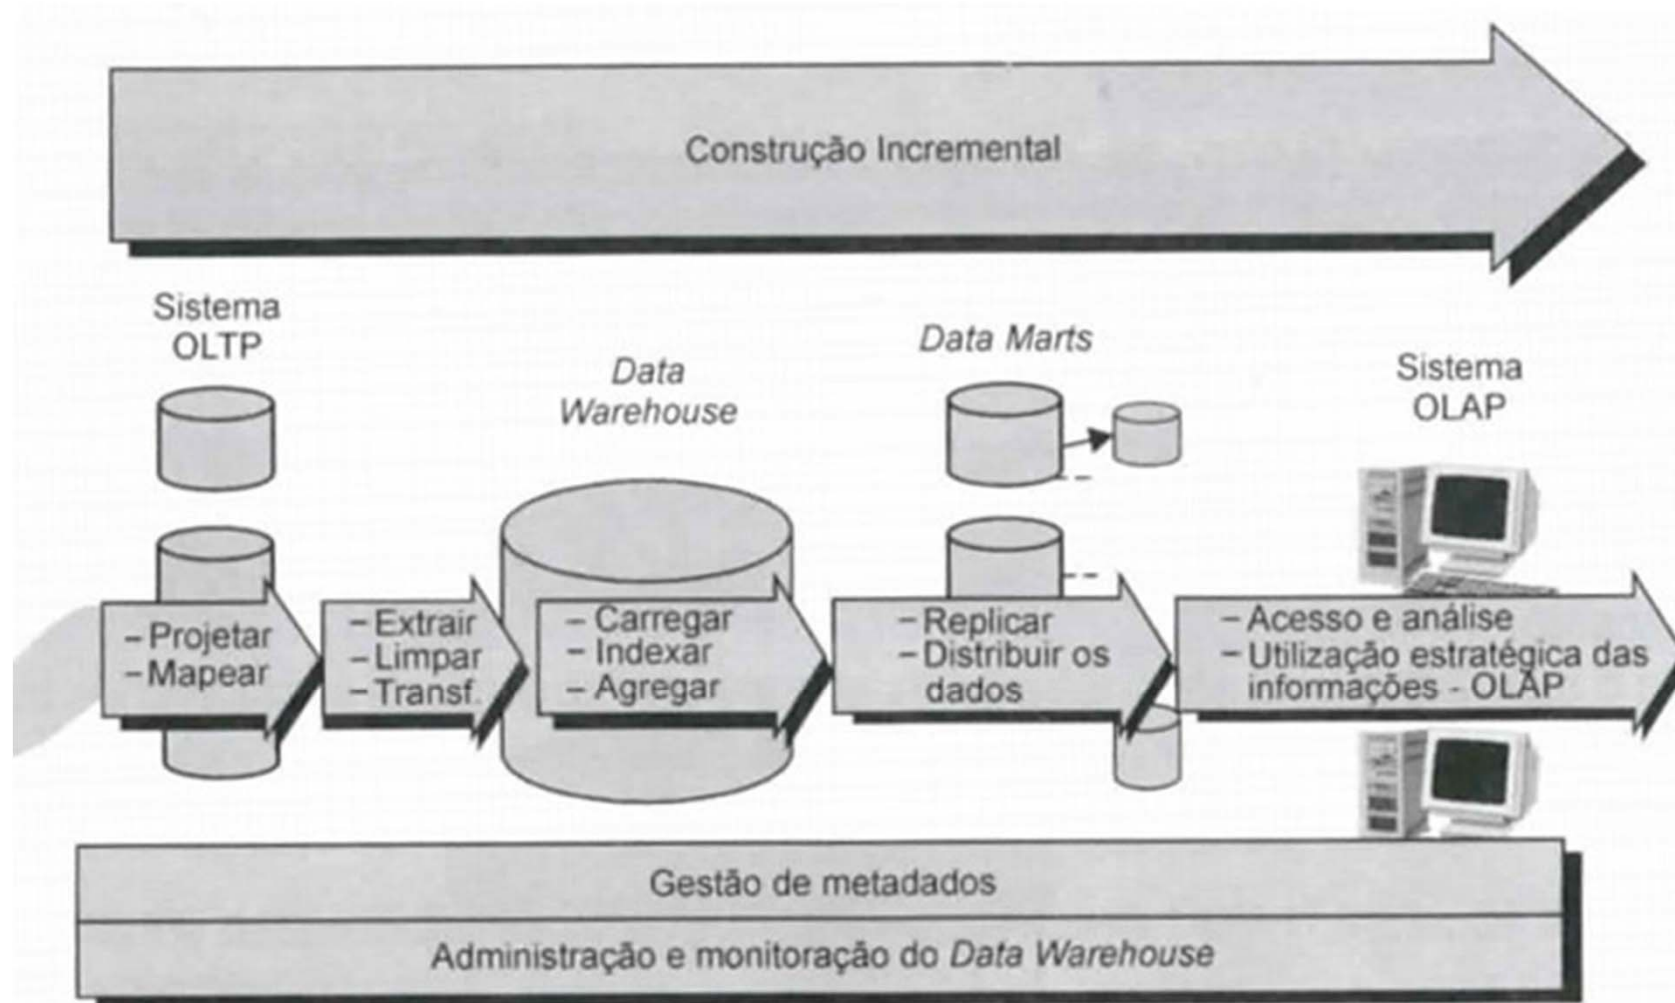 Construção Incremental
Sistema
OLTP
Data
Warehouse
Data Marts
Sistema
OLAP
– Projetar
– Mapear
– Extrair
– Limpar
– Transf.
– Carregar
– Indexar
– Agregar
– Replicar
– Distribuir os
dados
– Acesso e análise
– Utilização estratégica das
informações - OLAP
Gestão de metadados
Administração e monitoração do Data Warehouse